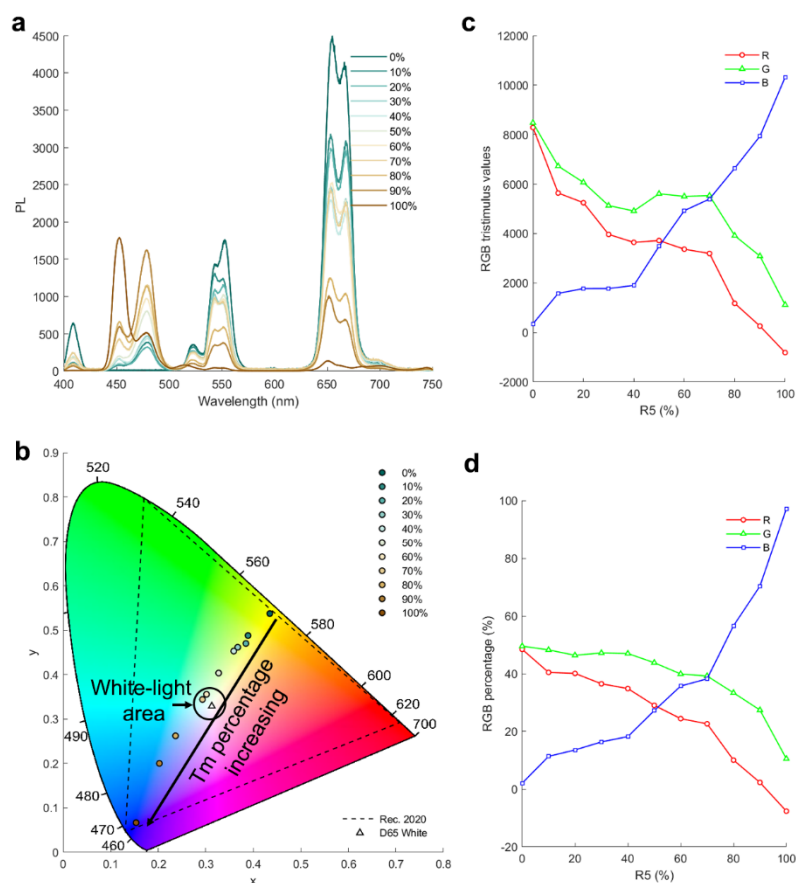 a
4500
4000
3500
3000
2500
2000
1500
1000
500
0
PL
400 450 500 550 600 650 700 750
Wavelength (nm)
0%
10%
20%
30%
40%
50%
60%
70%
80%
90%
100%
c
12000
10000
8000
6000
4000
2000
0
-2000
RGB tristimulus values
0 20 40 60 80 100
R5 (%)
R
G
B
b
0.9
0.8
0.7
0.6
0.5
0.4
0.3
0.2
0.1
0
y
0 0.1 0.2 0.3 0.4 0.5 0.6 0.7 0.8
x
520
540
560
580
600
620
700
490
480
470
460
0%
10%
20%
30%
40%
50%
60%
70%
80%
90%
100%
White-light
area
Tm percentage
increasing
Rec. 2020
D65 White
d
100
80
60
40
20
0
-20
RGB percentage (%)
0 20 40 60 80 100
R5 (%)
R
G
B